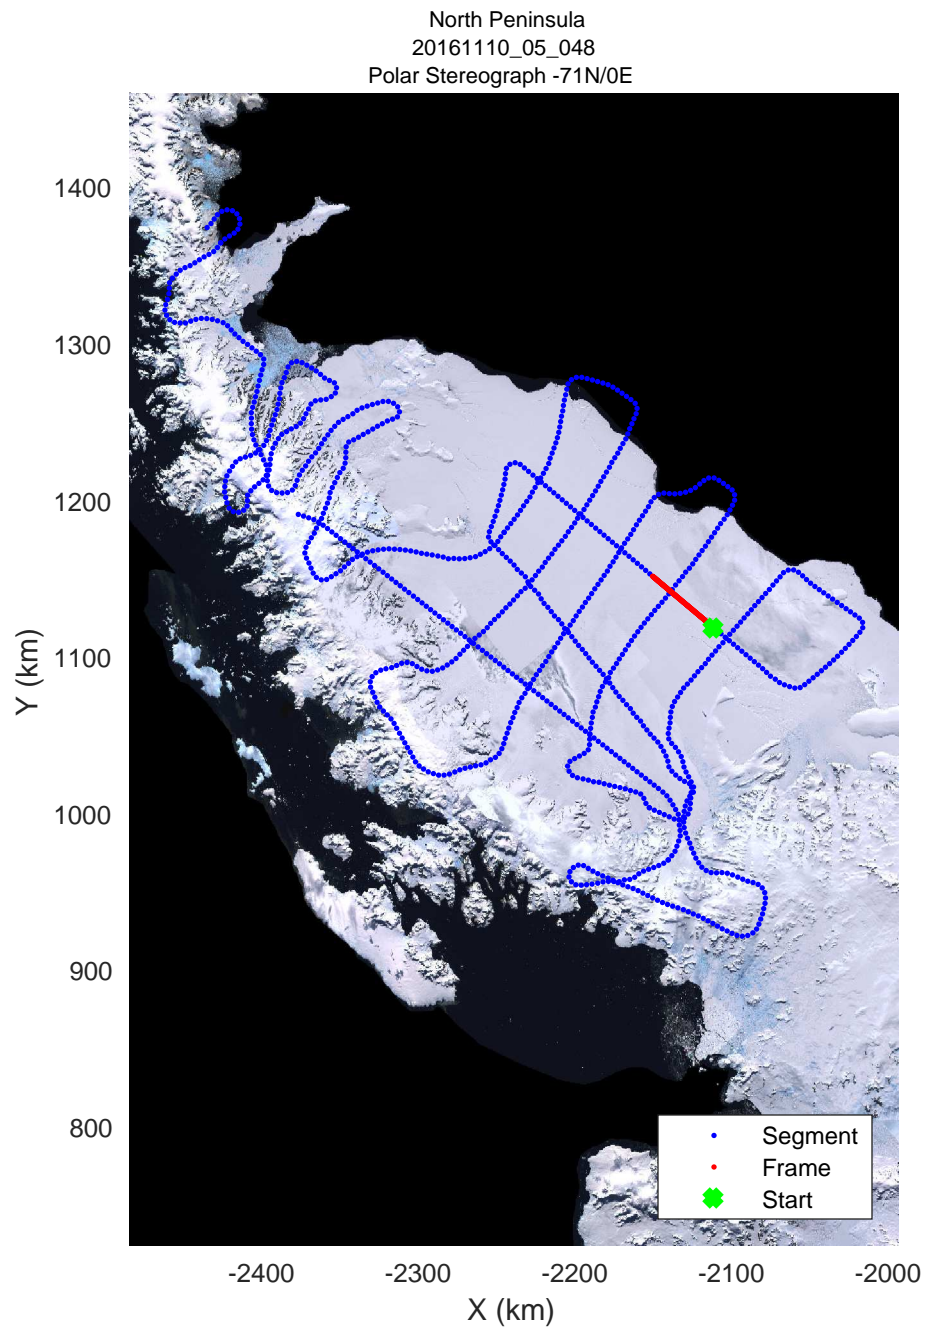 North Peninsula
20161110_05_048
Polar Stereograph -71N/0E
1400
1300
1200
1100
1000
900
800
Y (km)
Segment
Frame
Start
-2400
-2300
-2200
-2100
-2000
X (km)